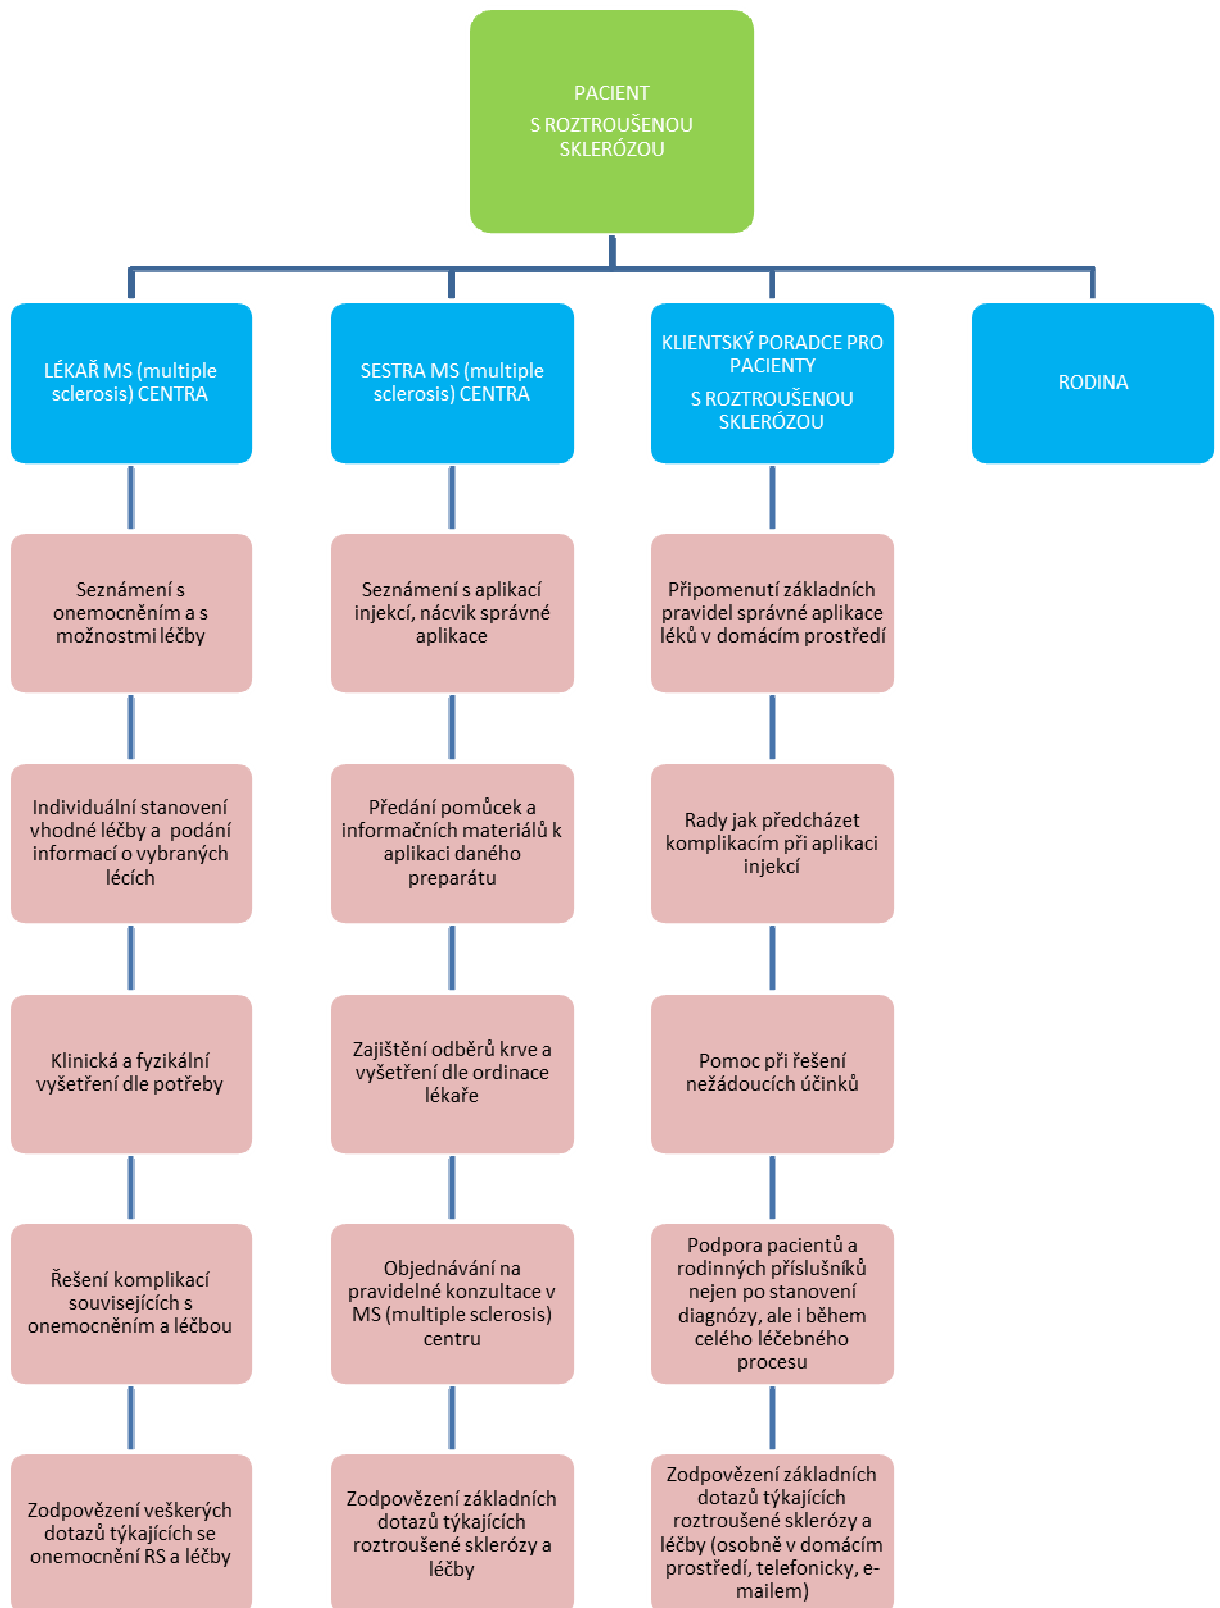 PACIENT
S ROZTROUŠENOU
SKLERÓZOU
LÉKAŘ MS (multiple
sclerosis) CENTRA
SESTRA MS (multiple
sclerosis) CENTRA
KLIENTSKÝ PORADCE PRO
PACIENTY
S ROZTROUŠENOU
SKLERÓZOU
RODINA
Seznámení s
onemocněním a s
možnostmi léčby
Seznámení s aplikací
injekcí, nácvik správné
aplikace
Připomenutí základních
pravidel správné aplikace
léků v domácím prostředí
Individuální stanovení
vhodné léčby a podání
informací o vybraných
lécích
Předání pomůcek a
informačních materiálů k
aplikaci daného
preparátu
Rady jak předcházet
komplikacím při aplikaci
injekcí
Klinická a fyzikální
vyšetření dle potřeby
Zajištění odběrů krve a
vyšetření dle ordinace
lékaře
Pomoc při řešení
nežádoucích účinků
Řešení komplikací
souvisejících s
onemocněním a léčbou
Objednávání na
pravidelné konzultace v
MS (multiple sclerosis)
centru
Podpora pacientů a
rodinných příslušníků
nejen po stanovení
diagnózy, ale i během
celého léčebného
procesu
Zodpovězení veškerých
dotazů týkajících se
onemocnění RS a léčby
Zodpovězení základních
dotazů týkajících
roztroušené sklerózy a
léčby
Zodpovězení základních
dotazů týkajících
roztroušené sklerózy a
léčby (osobně v domácím
prostředí, telefonicky, e-
mailem)